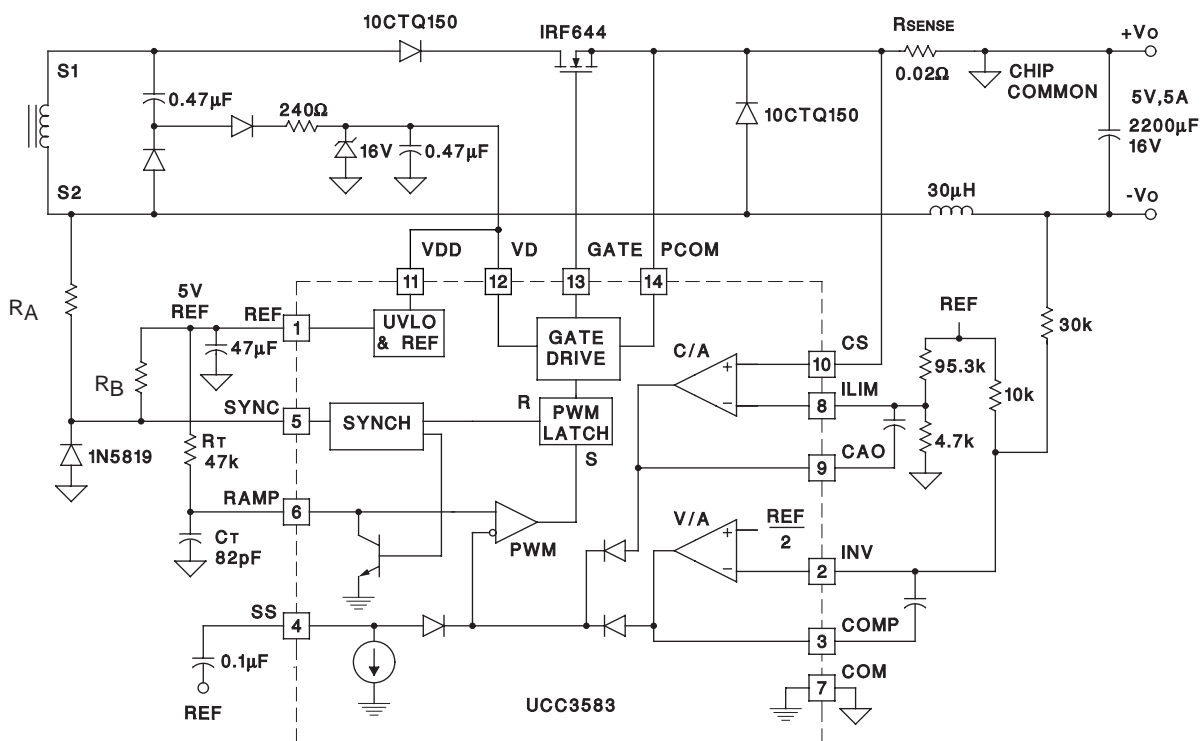 10CTQ150
IRF644
RSENSE
+Vo
S1
0.02Ω
CHIP
COMMON
0.47µF
240Ω
10CTQ150
5V,5A
2200µF
16V
16V
0.47µF
S2
30µH
-Vo
VDD
VD
GATE
PCOM
11
12
13
14
RA
5V
REF
REF
1
UVLO
& REF
GATE
DRIVE
REF
30k
47µF
C/A
+
−
10
CS
95.3k
RB
8
ILIM
10k
SYNC
5
SYNCH
R
PWM
LATCH
S
4.7k
1N5819
RT
47k
9
CAO
RAMP
6
PWM
V/A
+
−
REF
2
CT
82pF
2
INV
SS
4
3
COMP
0.1µF
REF
UCC3583
7
COM